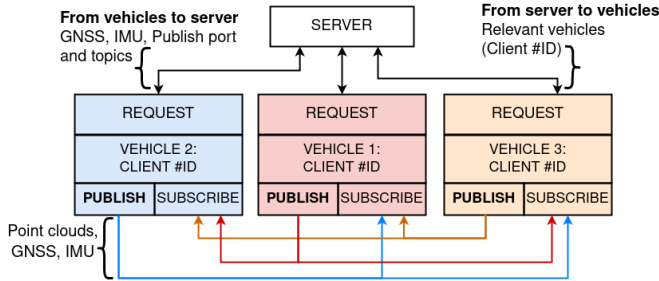 From vehicles to server
GNSS, IMU, Publish port
and topics
SERVER
From server to vehicles
Relevant vehicles
(Client #ID)
REQUEST
VEHICLE 2:
CLIENT #ID
PUBLISH
SUBSCRIBE
REQUEST
VEHICLE 1:
CLIENT #ID
PUBLISH
SUBSCRIBE
REQUEST
VEHICLE 3:
CLIENT #ID
PUBLISH
SUBSCRIBE
Point clouds,
GNSS, IMU